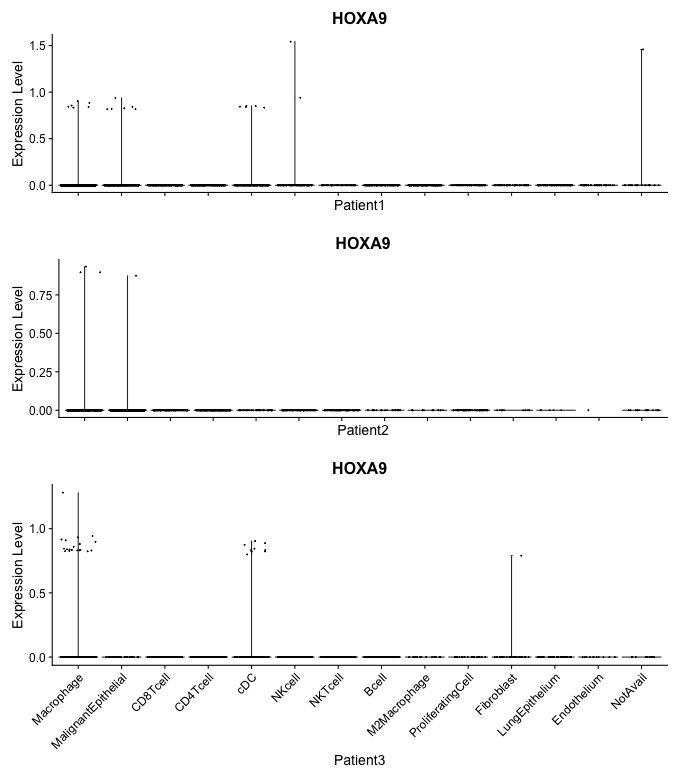 HOXA9
Expression Level
1.5
1.0
0.5
0.0
Patient1
HOXA9
Expression Level
0.75
0.50
0.25
0.00
Patient2
HOXA9
Expression Level
1.0
0.5
0.0
Macrophage
MalignantEpithelial
CD8Tcell
CD4Tcell
cDC
NKcell
NKTcell
Bcell
M2Macrophage
ProliferatingCell
Fibroblast
LungEpithelium
Endothelium
NotAvail
Patient3